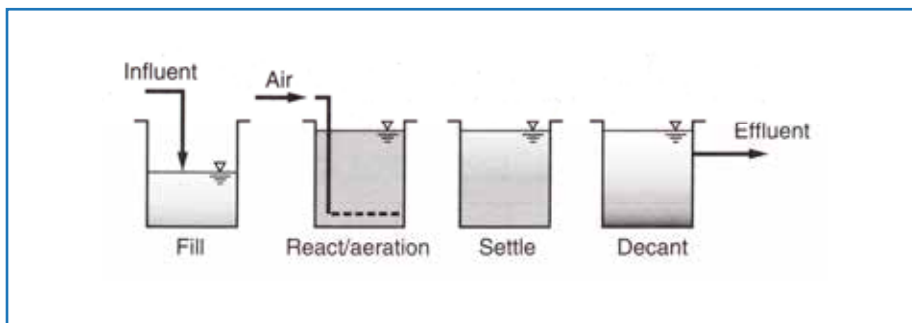 Influent
Air
Effluent
Fill
React/aeration
Settle
Decant